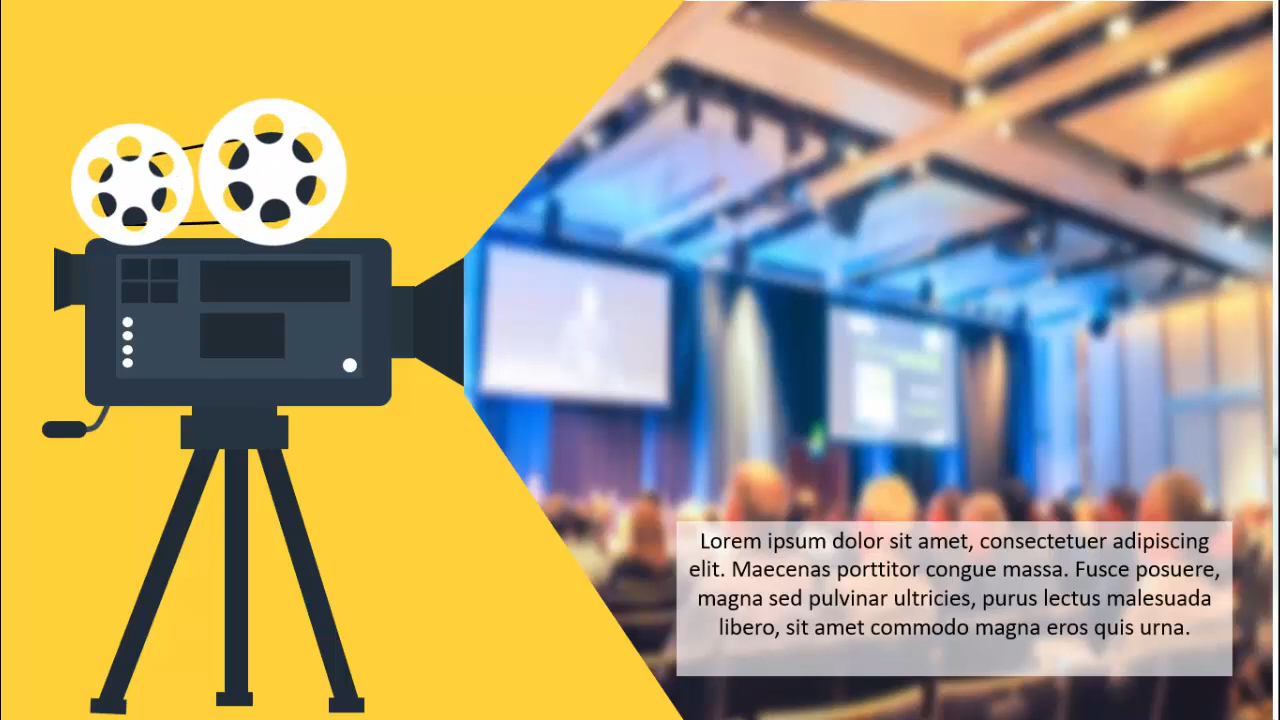 Lorem ipsum dolor sit amet, consectetuer adipiscing
elit. Maecenas porttitor congue massa. Fusce posuere,
magna sed pulvinar ultricies, purus lectus malesuada
libero, sit amet commodo magna eros quis urna.